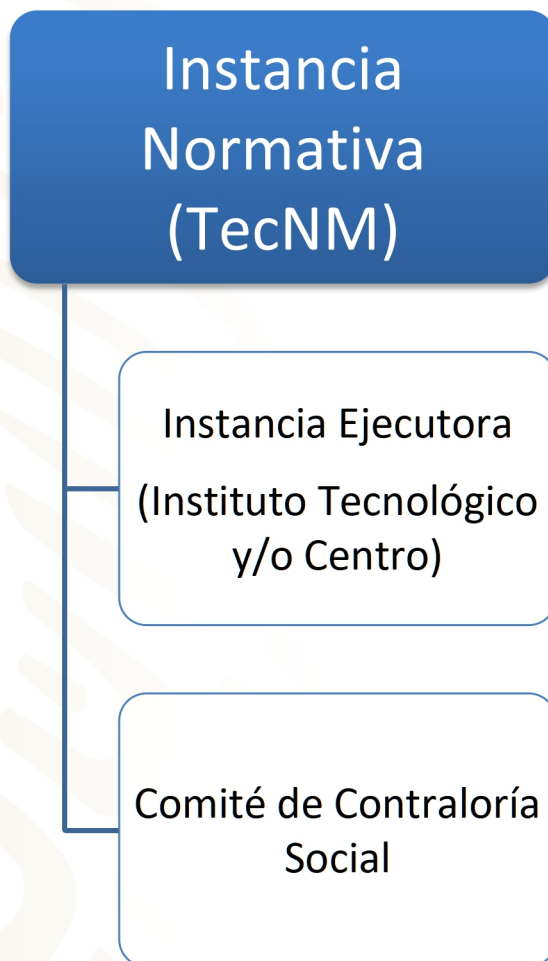 Instancia
Normativa
(TecNM)
Instancia Ejecutora
(Instituto Tecnológico
y/o Centro)
Comité de Contraloría
Social